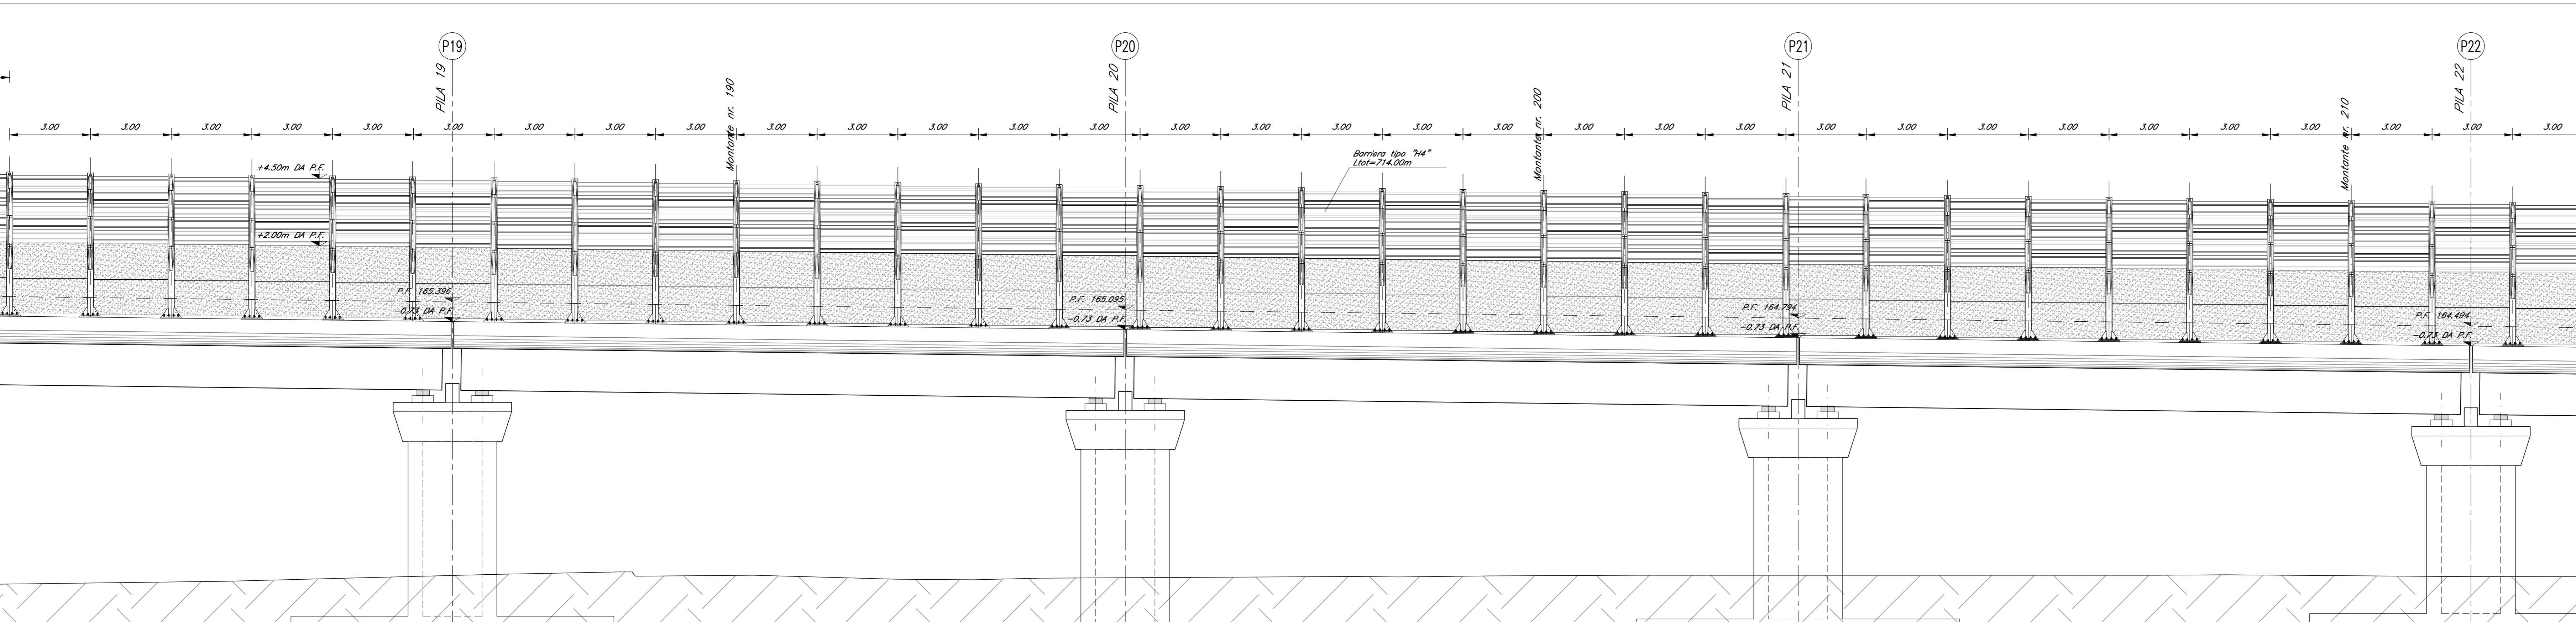 P19
P20
P21
P22
PILA 19
PILA 20
PILA 21
PILA 22
Montante nr. 190
Montante nr. 200
Montante nr. 210
3.00 3.00 3.00 3.00 3.00 3.00 3.00 3.00 3.00 3.00 3.00 3.00 3.00 3.00 3.00 3.00 3.00 3.00 3.00 3.00 3.00 3.00 3.00 3.00 3.00 3.00 3.00 3.00 3.00 3.00 3.00 3.00
Barriera tipo "H4"
Ltot=714.00m
+4.50m DA P.F.
+2.00m DA P.F.
P.F. 165.396
-0.73 DA P.F.
P.F. 165.095
-0.73 DA P.F.
P.F. 164.794
-0.73 DA P.F.
P.F. 164.494
-0.73 DA P.F.